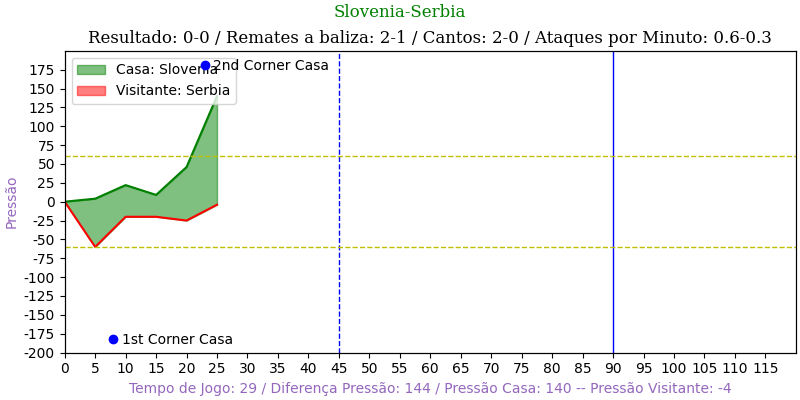 Slovenia-Serbia
Resultado: 0-0 / Remates a baliza: 2-1 / Cantos: 2-0 / Ataques por Minuto: 0.6-0.3
Casa: Slovenia
Visitante: Serbia
2nd Corner Casa
1st Corner Casa
Pressão
175
150
125
100
75
50
25
0
-25
-50
-75
-100
-125
-150
-175
-200
0 5 10 15 20 25 30 35 40 45 50 55 60 65 70 75 80 85 90 95 100 105 110 115
Tempo de Jogo: 29 / Diferença Pressão: 144 / Pressão Casa: 140 -- Pressão Visitante: -4